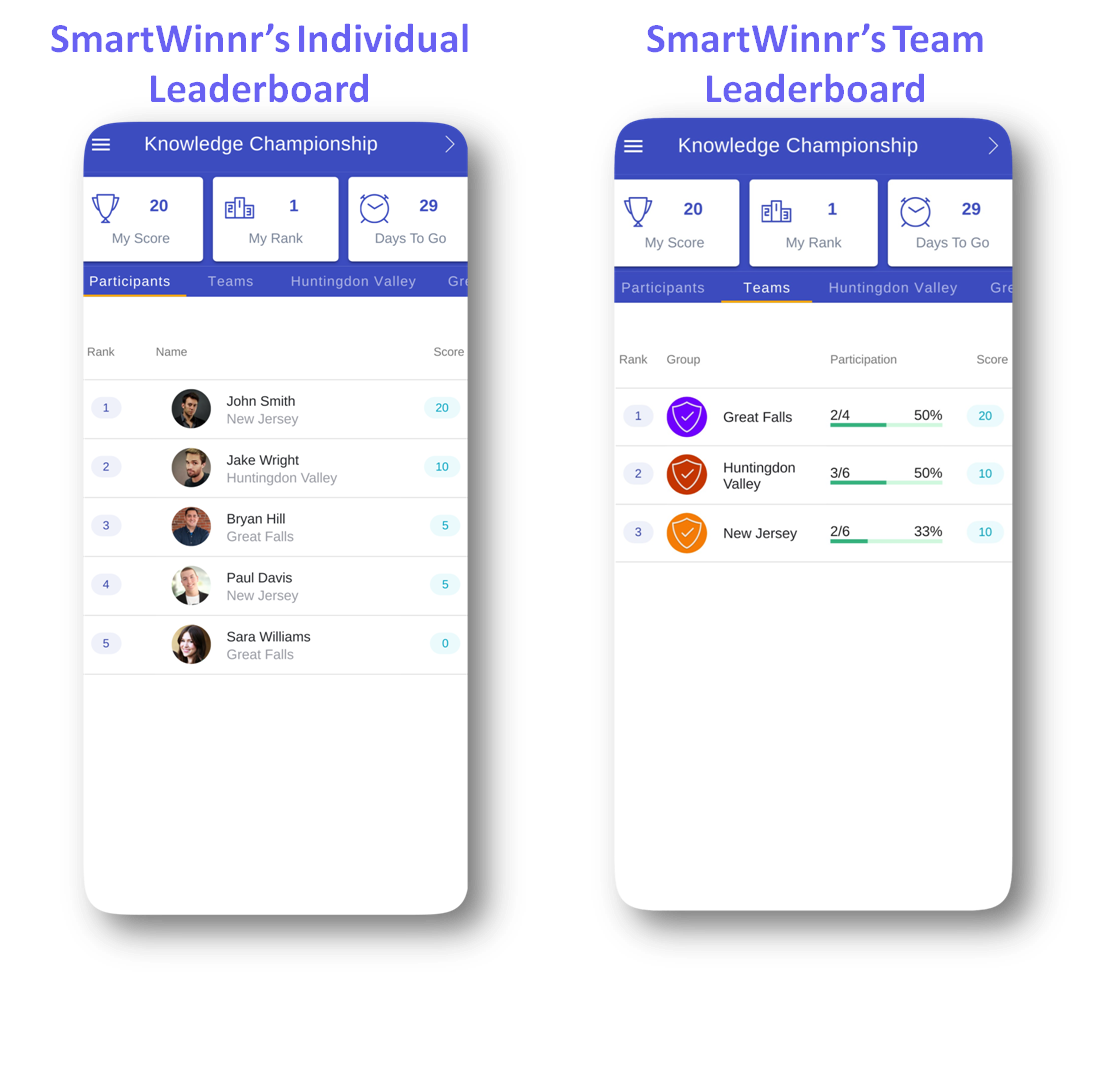 SmartWinnr's Individual
Leaderboard
Knowledge Championship
20
My Score
1
My Rank
29
Days To Go
Participants Teams Huntingdon Valley Gre
Rank Name Score
1 John Smith 20
New Jersey
2 Jake Wright 10
Huntingdon Valley
3 Bryan Hill 5
Great Falls
4 Paul Davis 5
New Jersey
5 Sara Williams 0
Great Falls
SmartWinnr's Team
Leaderboard
Knowledge Championship
20
My Score
1
My Rank
29
Days To Go
Participants Teams Huntingdon Valley Gre
Rank Group Participation Score
1 Great Falls 2/4 50% 20
2 Huntingdon
Valley 3/6 50% 10
3 New Jersey 2/6 33% 10